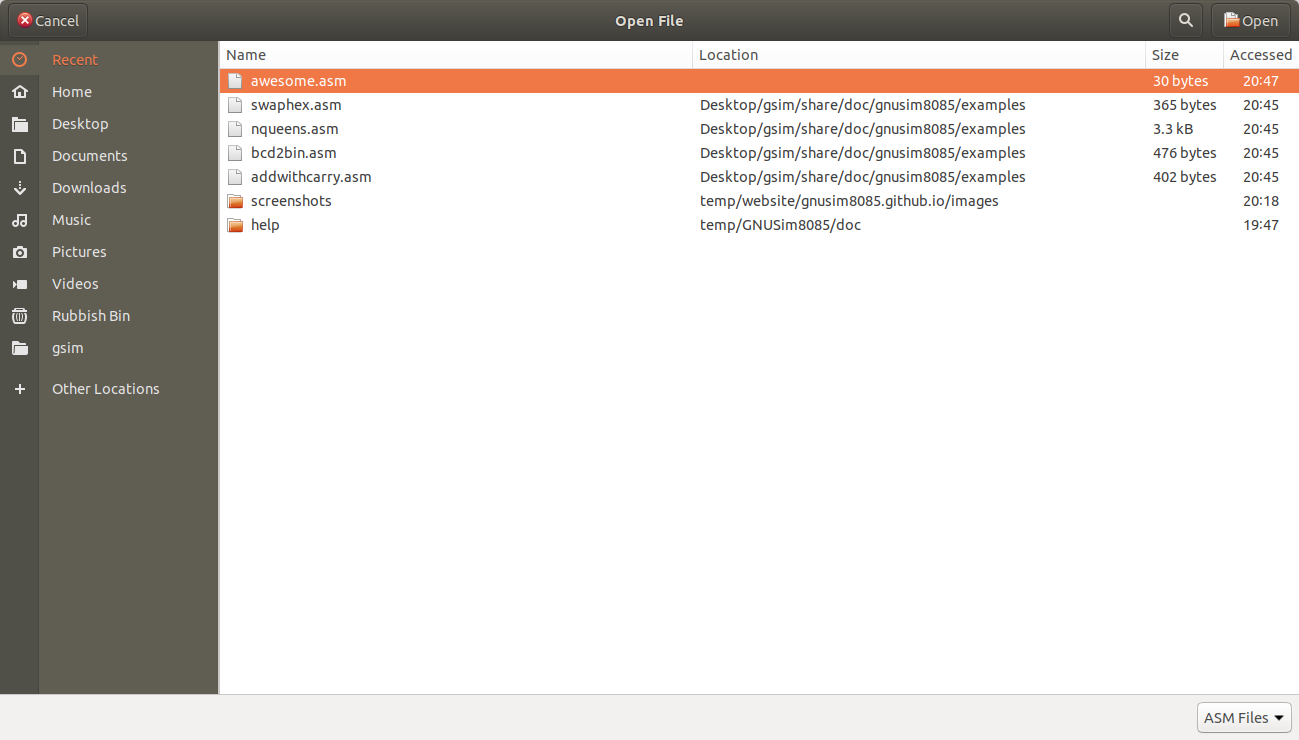 Cancel Open File Open
Recent
Home
Desktop
Documents
Downloads
Music
Pictures
Videos
Rubbish Bin
gsim
Other Locations
Name Location Size Accessed
awesome.asm 30 bytes 20:47
swaphex.asm Desktop/gsim/share/doc/gnusim8085/examples 365 bytes 20:45
nqueens.asm Desktop/gsim/share/doc/gnusim8085/examples 3.3 kB 20:45
bcd2bin.asm Desktop/gsim/share/doc/gnusim8085/examples 476 bytes 20:45
addwithcarry.asm Desktop/gsim/share/doc/gnusim8085/examples 402 bytes 20:45
screenshots temp/website/gnusim8085.github.io/images 20:18
help temp/GNUSim8085/doc 19:47
ASM Files